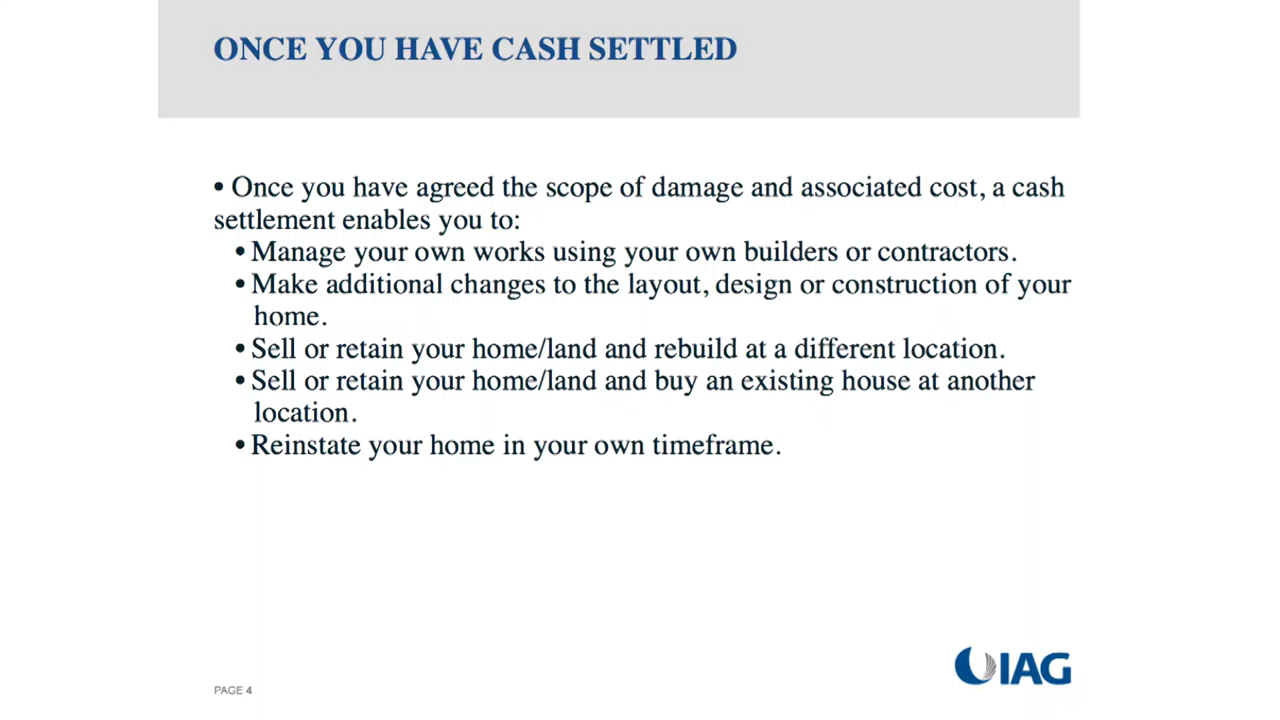 ONCE YOU HAVE CASH SETTLED
• Once you have agreed the scope of damage and associated cost, a cash
settlement enables you to:
• Manage your own works using your own builders or contractors.
• Make additional changes to the layout, design or construction of your
home.
• Sell or retain your home/land and rebuild at a different location.
• Sell or retain your home/land and buy an existing house at another
location.
• Reinstate your home in your own timeframe.
IAG
PAGE 4